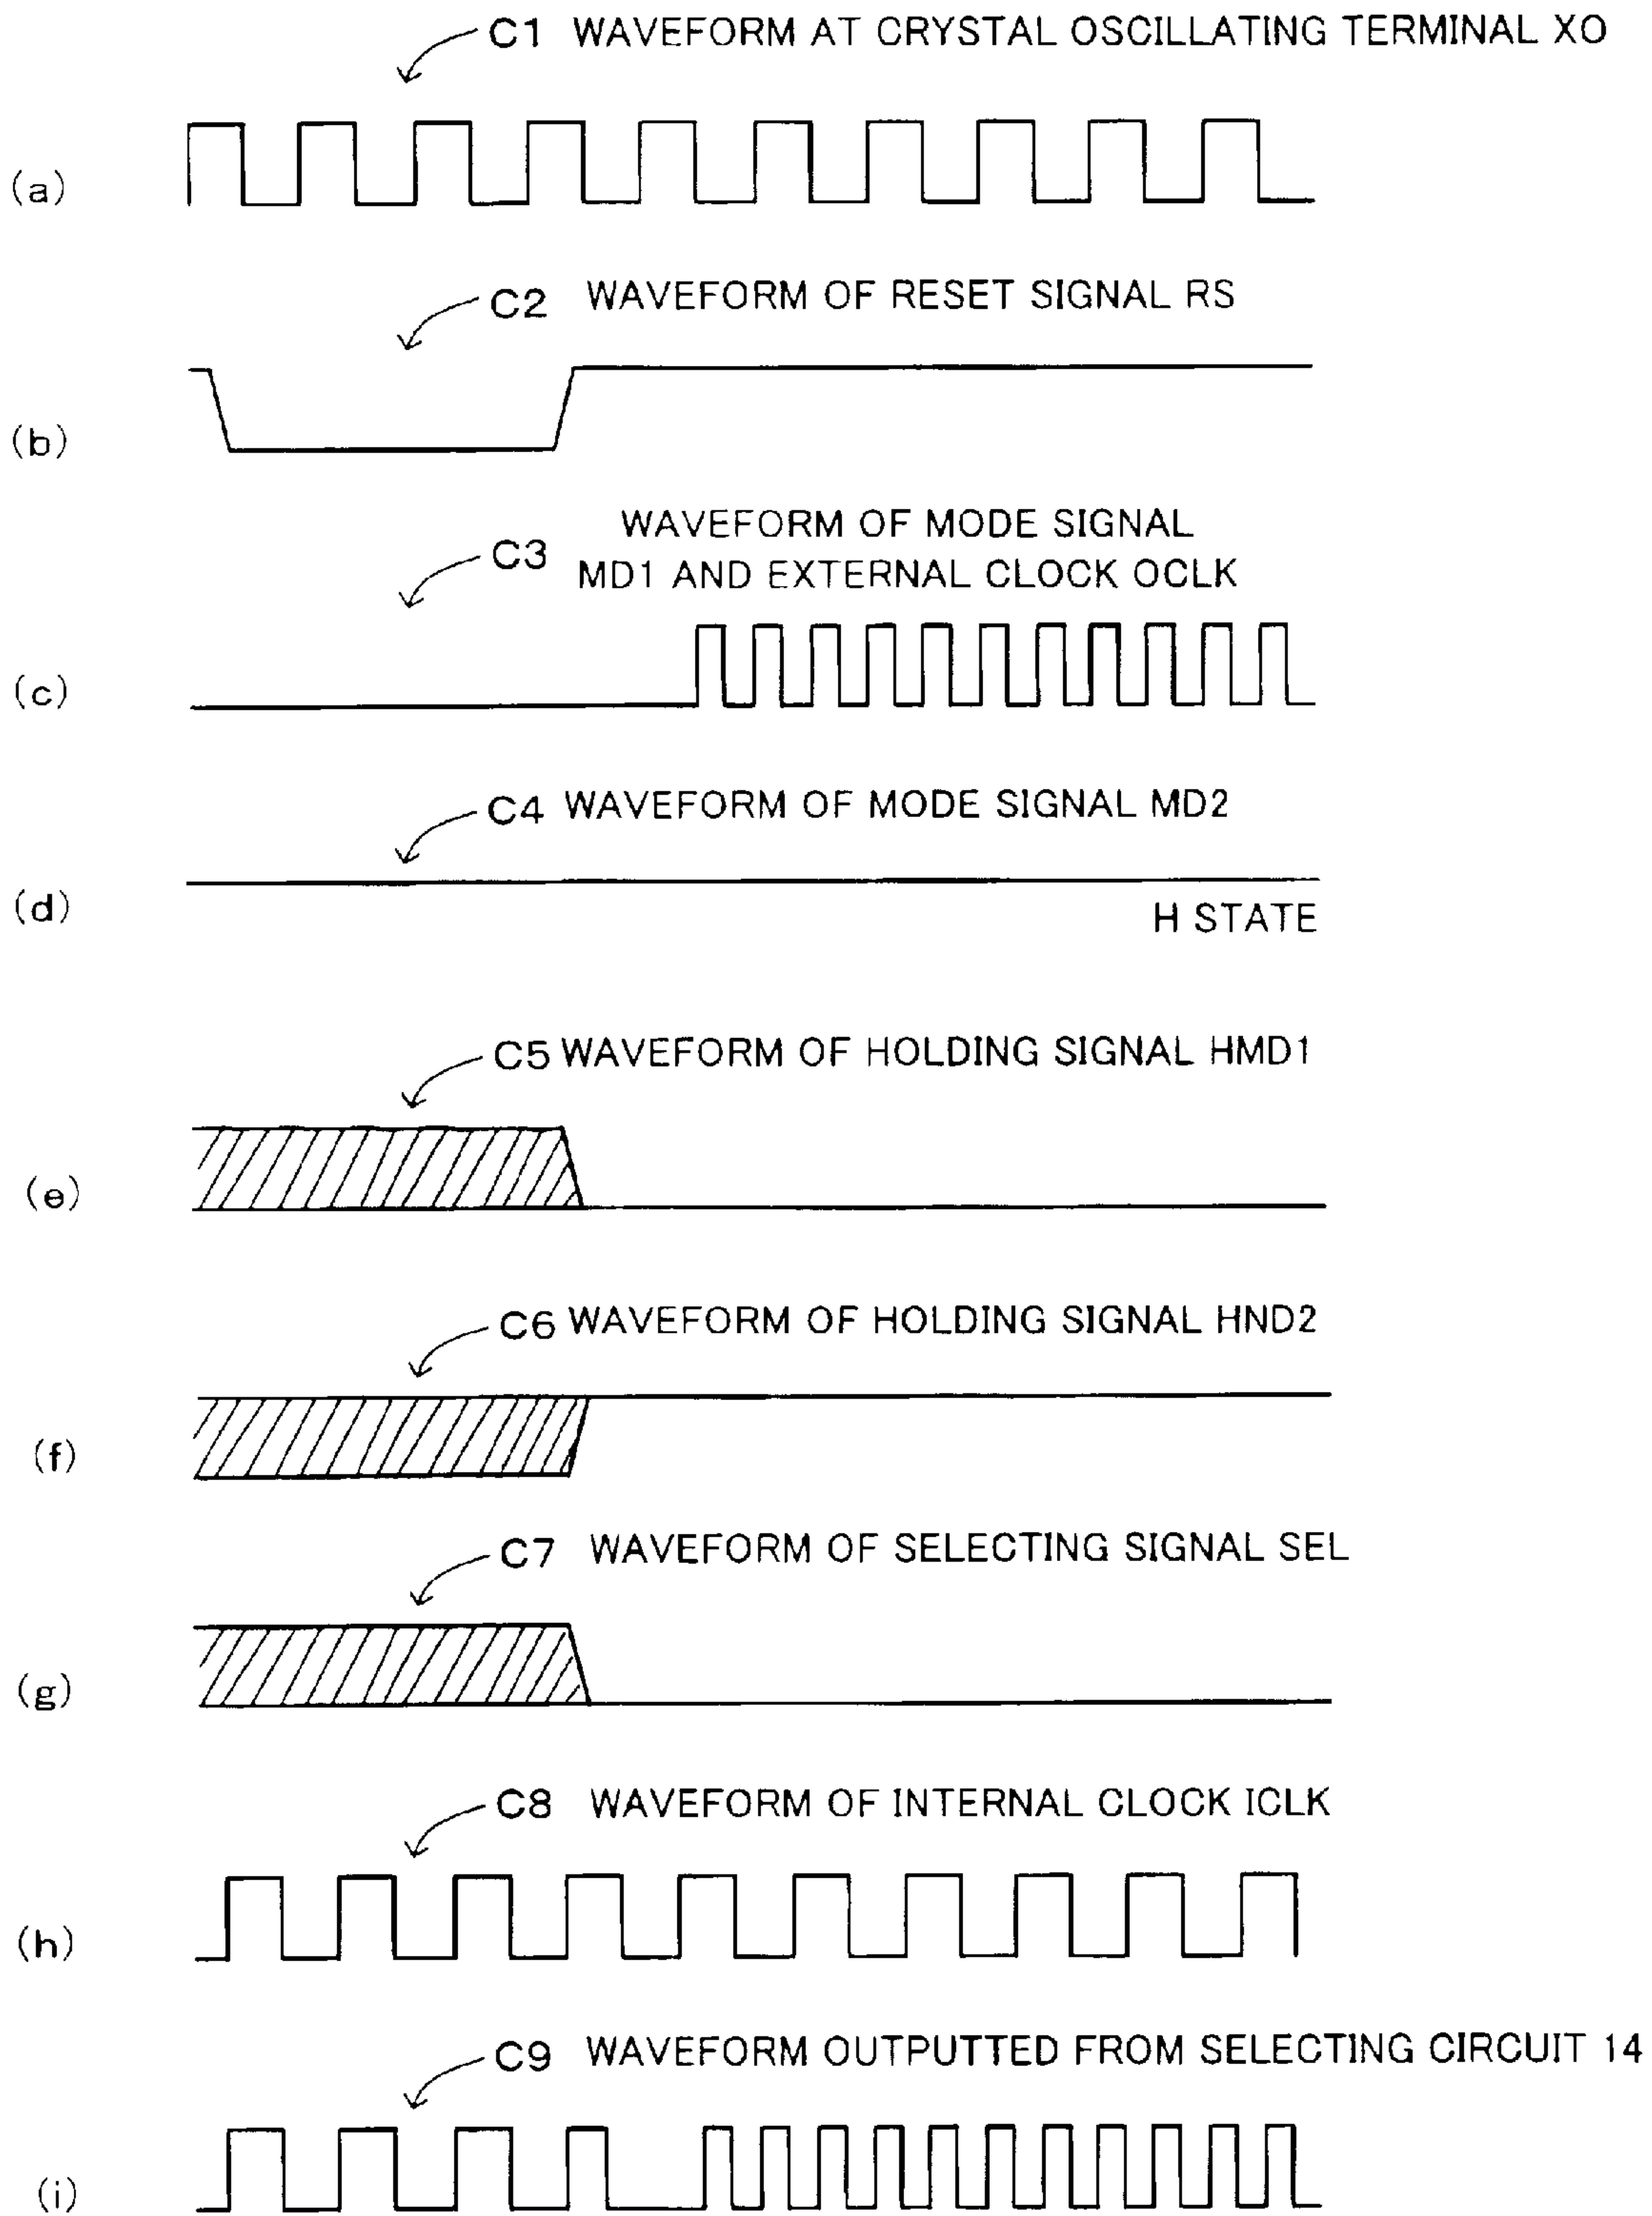 C1 WAVEFORM AT CRYSTAL OSCILLATING TERMINAL XO
(a)
C2 WAVEFORM OF RESET SIGNAL RS
(b)
WAVEFORM OF MODE SIGNAL
C3 MD1 AND EXTERNAL CLOCK OCLK
(c)
C4 WAVEFORM OF MODE SIGNAL MD2
(d)
H STATE
C5 WAVEFORM OF HOLDING SIGNAL HMD1
(e)
C6 WAVEFORM OF HOLDING SIGNAL HND2
(f)
C7 WAVEFORM OF SELECTING SIGNAL SEL
(g)
C8 WAVEFORM OF INTERNAL CLOCK ICLK
(h)
C9 WAVEFORM OUTPUTTED FROM SELECTING CIRCUIT 14
(i)